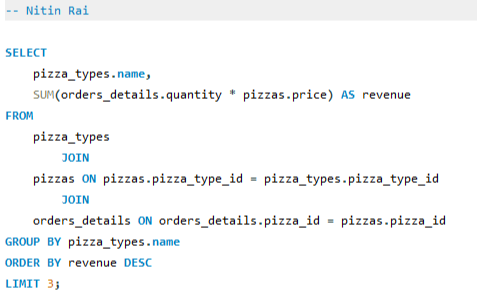 -- Nitin Rai
SELECT
pizza_types.name,
SUM(orders_details.quantity * pizzas.price) AS revenue
FROM
pizza_types
JOIN
pizzas ON pizzas.pizza_type_id = pizza_types.pizza_type_id
JOIN
orders_details ON orders_details.pizza_id = pizzas.pizza_id
GROUP BY pizza_types.name
ORDER BY revenue DESC
LIMIT 3;